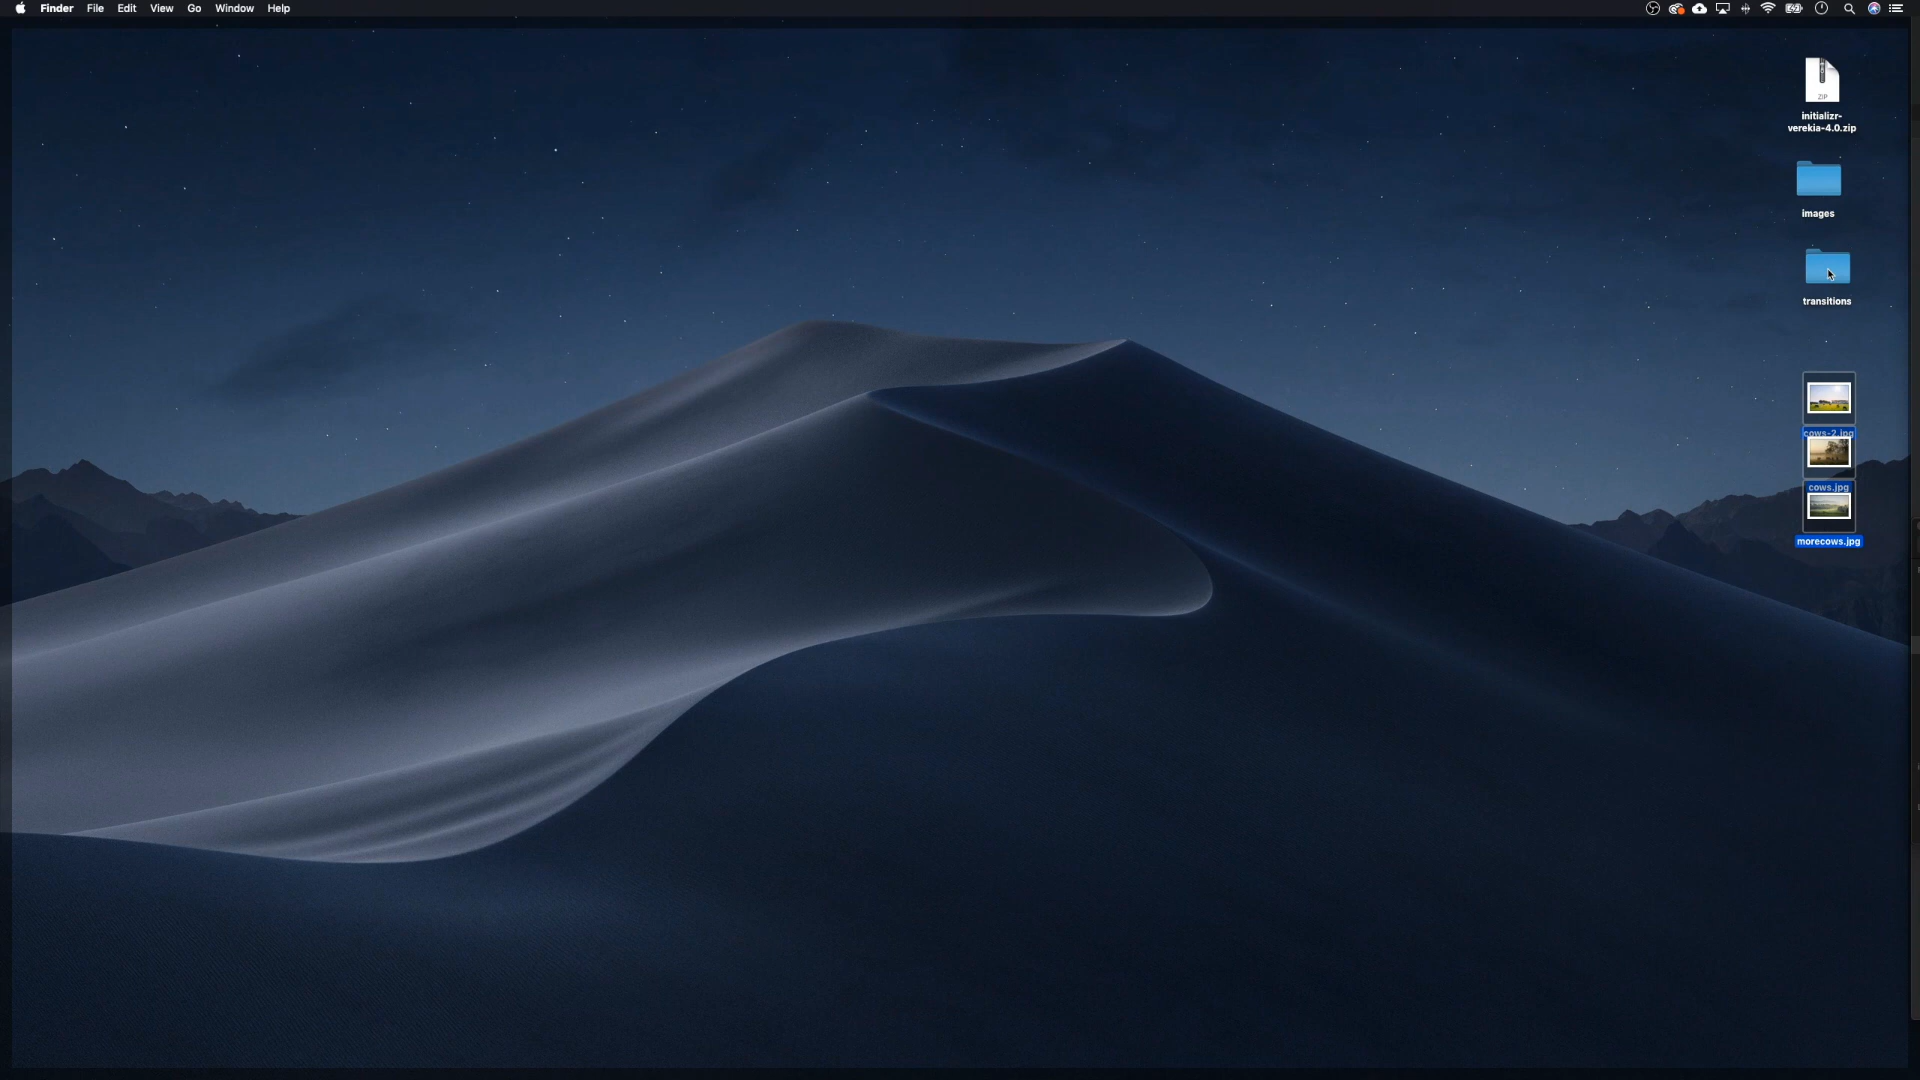 Finder File Edit View Go Window Help
ZIP
initializr-
verekia-4.0.zip
images
transitions
cows-2.jpg
cows.jpg
morecows.jpg